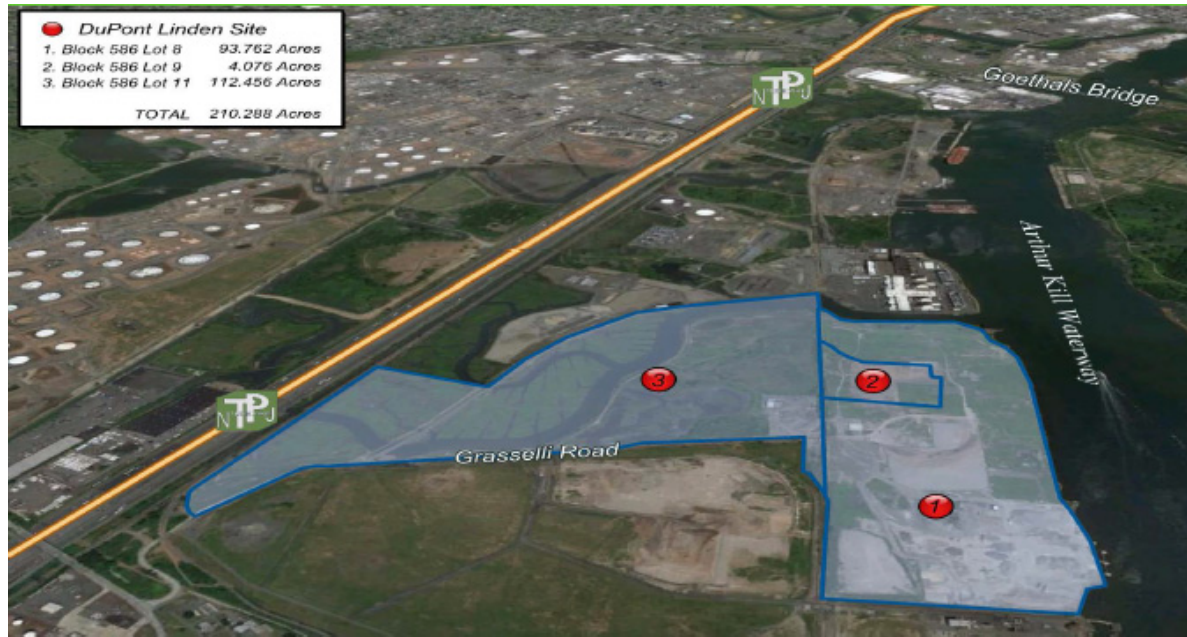 DuPont Linden Site
1. Block 586 Lot 8 93.762 Acres
2. Block 586 Lot 9 4.076 Acres
3. Block 586 Lot 11 112.456 Acres
TOTAL 210.288 Acres
Goethals Bridge
NTPJ
Arthur Kill Waterway
3
2
NTPJ
Grasselli Road
1